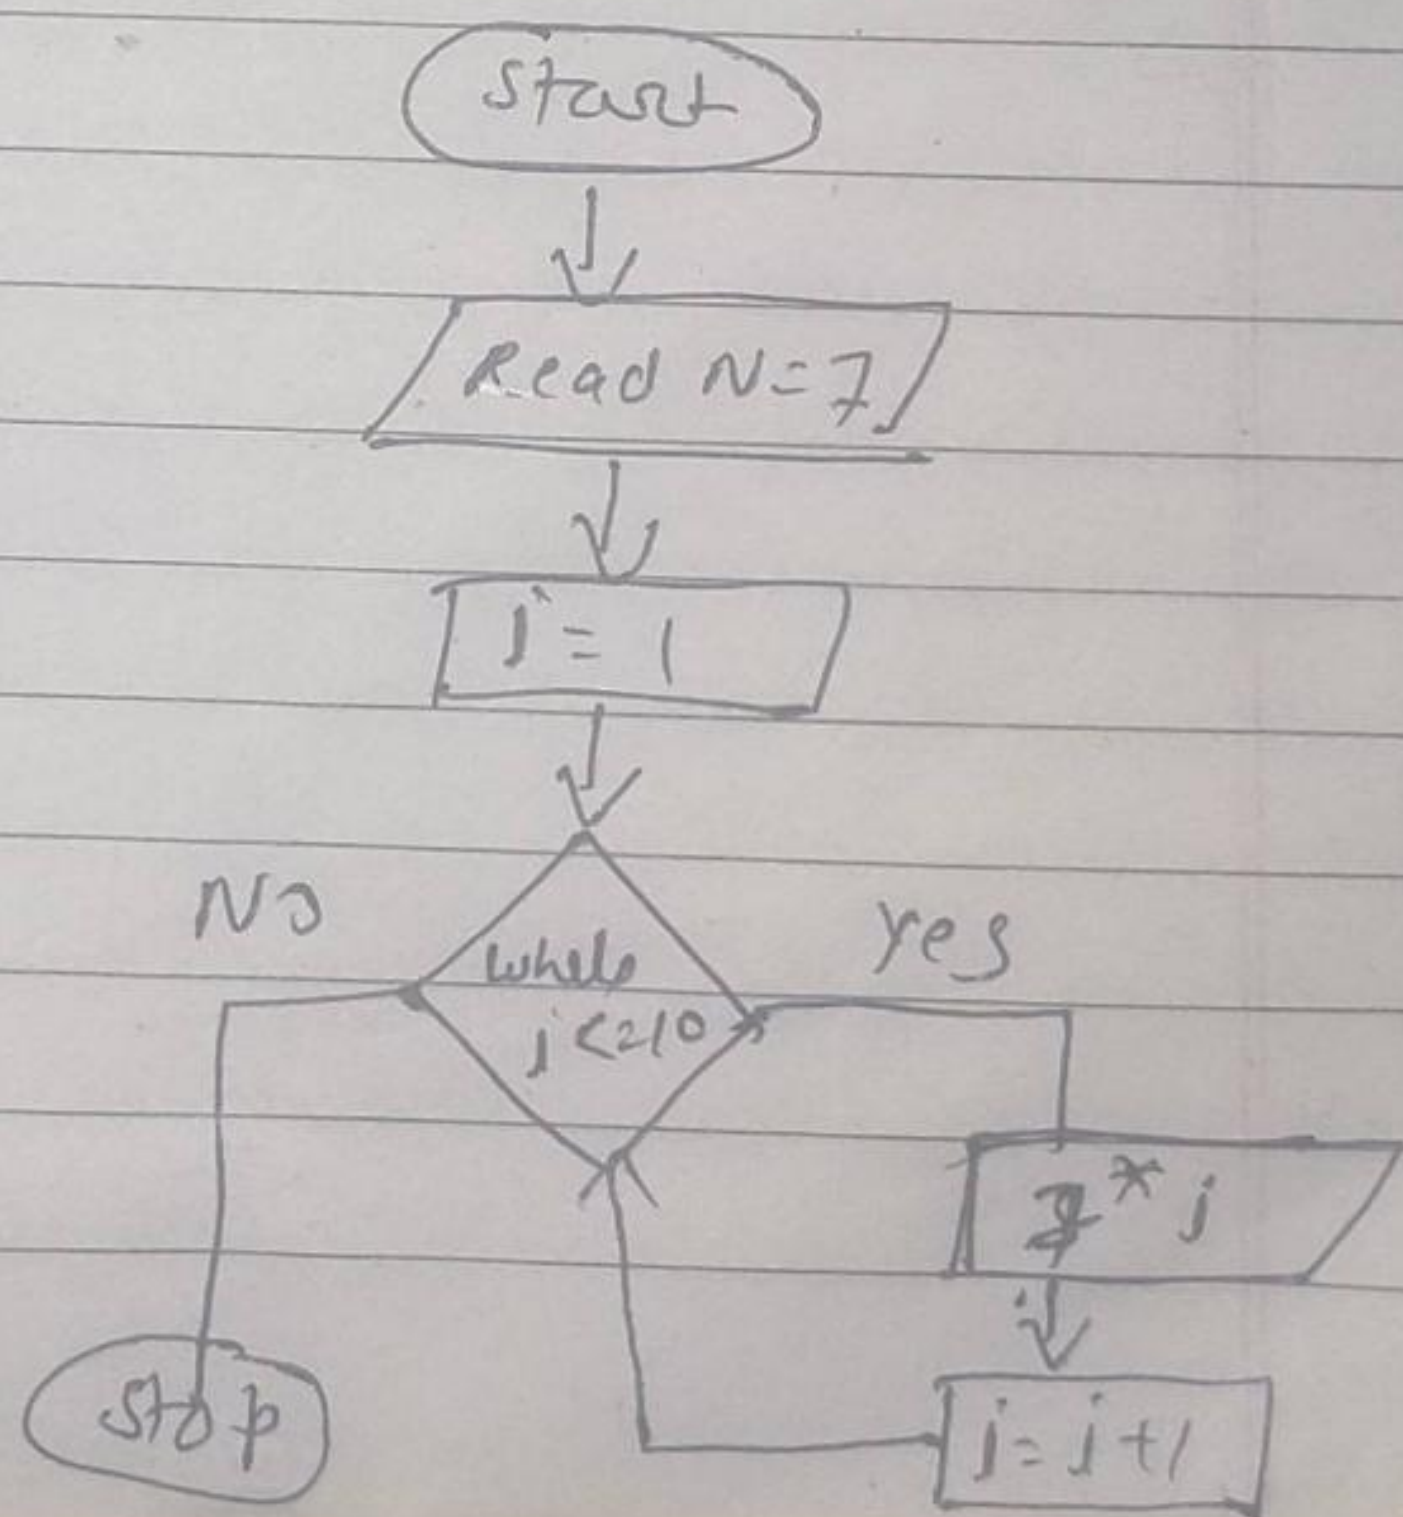 Start
Read N=7
j = 1
No
Yes
while
j<=10
7 * j
j = j +1
Stop